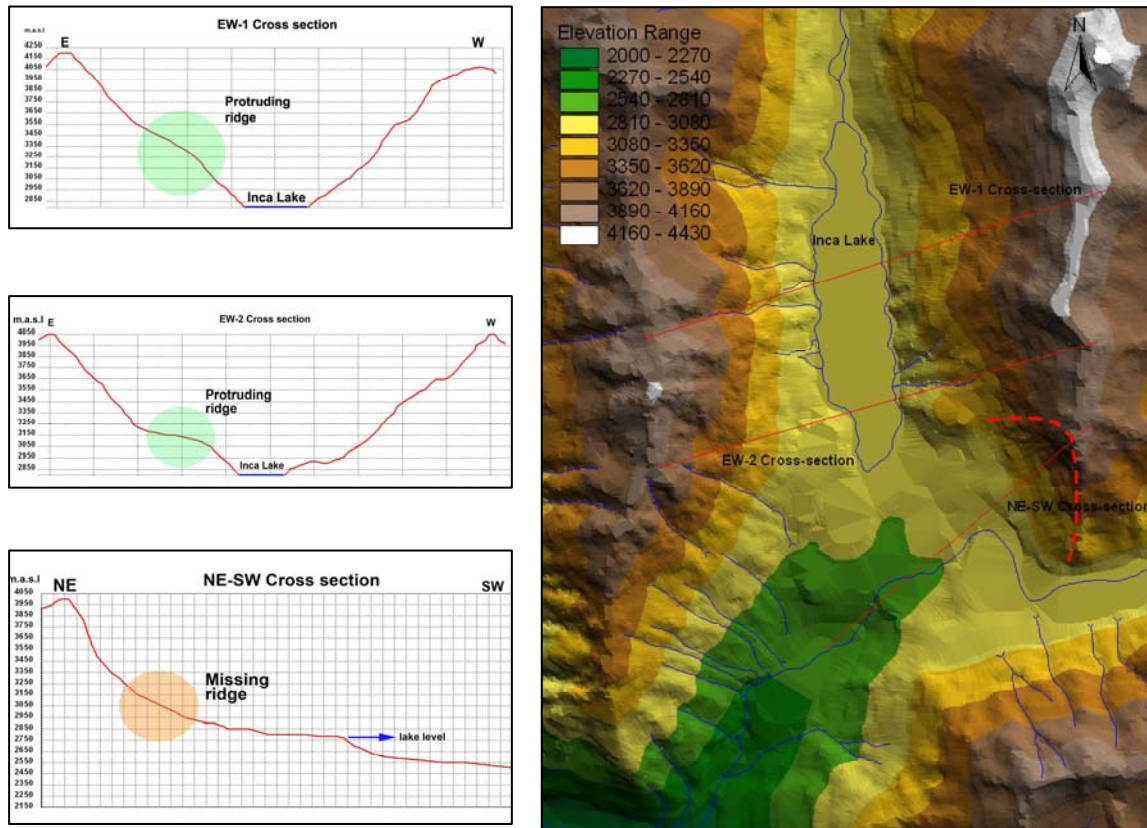 EW-1 Cross section
m.a.s.l
E
W
4250
4150
4050
3950
3850
3750
3650
3550
3450
3350
3250
3150
3050
2950
2850
Protruding
ridge
Inca Lake
EW-2 Cross section
m.a.s.l
E
W
4050
3950
3850
3750
3650
3550
3450
3350
3250
3150
3050
2950
2850
Protruding
ridge
Inca Lake
NE-SW Cross section
m.a.s.l
NE
SW
4050
3950
3850
3750
3650
3550
3450
3350
3250
3150
3050
2950
2850
2750
2650
2550
2450
2350
2250
2150
Missing
ridge
lake level
Elevation Range
2000 - 2270
2270 - 2540
2540 - 2810
2810 - 3080
3080 - 3350
3350 - 3620
3620 - 3890
3890 - 4160
4160 - 4430
N
EW-1 Cross-section
Inca Lake
EW-2 Cross-section
NE-SW Cross-section